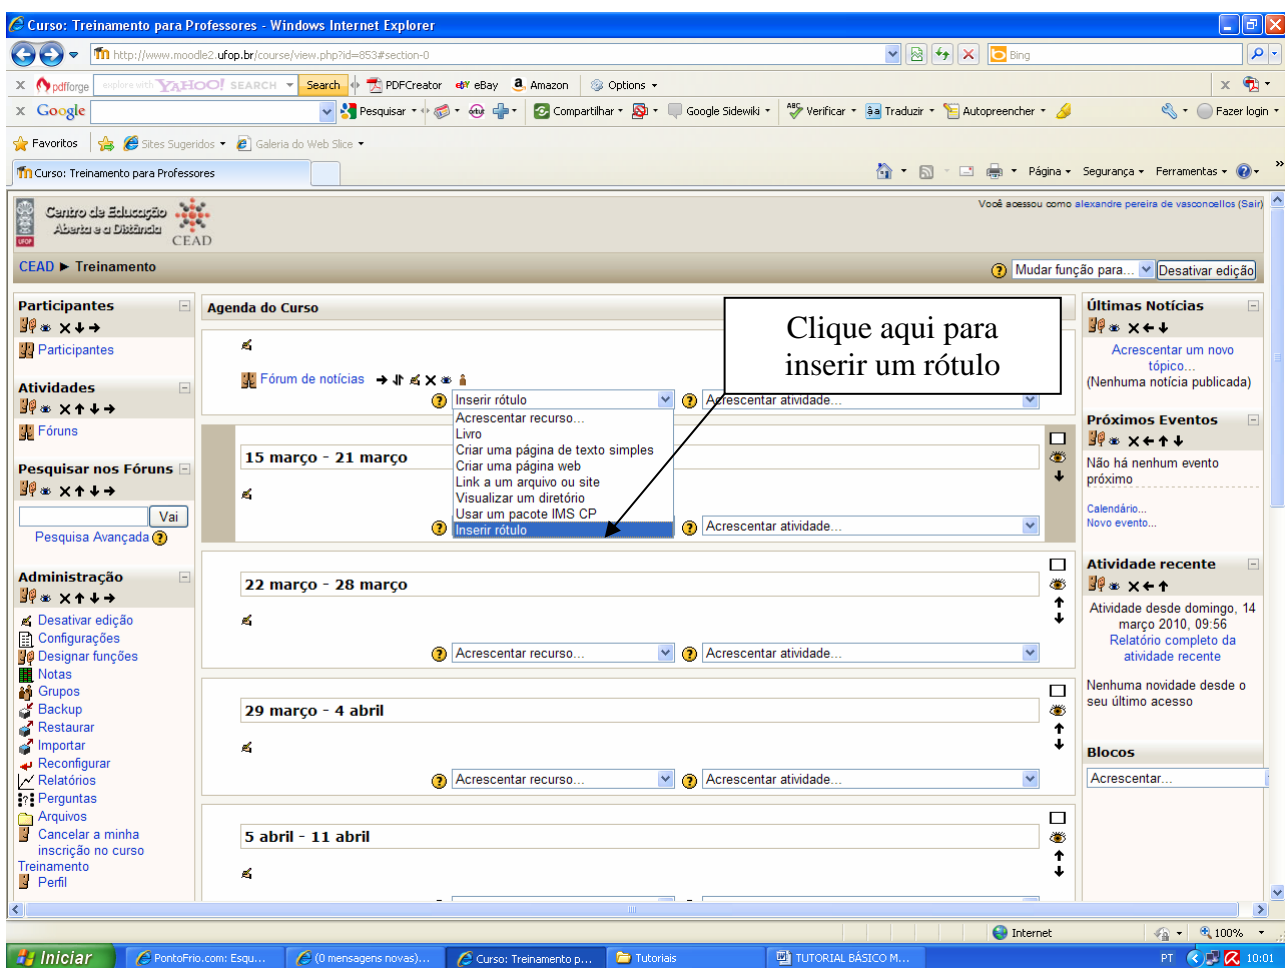 Curso: Treinamento para Professores - Windows Internet Explorer
http://www.moodle2.ufop.br/course/view.php?id=853#section-0
Bing
pdfforge explore with YAHOO! SEARCH Search PDFCreator eBay Amazon Options
Google Pesquisar Compartilhar Google Sidewiki Verificar Traduzir Autopreencher Fazer login
Favoritos Sites Sugeridos Galeria do Web Slice
Curso: Treinamento para Professores
Página Segurança Ferramentas
Centro de Educação
Aberta e a Distância
CEAD
UFOP
Você acessou como alexandre pereira de vasconcellos (Sair)
CEAD ► Treinamento
Mudar função para... Desativar edição
Participantes
Participantes
Atividades
Fóruns
Pesquisar nos Fóruns
Vai
Pesquisa Avançada
Administração
Desativar edição
Configurações
Designar funções
Notas
Grupos
Backup
Restaurar
Importar
Reconfigurar
Relatórios
Perguntas
Arquivos
Cancelar a minha
inscrição no curso
Treinamento
Perfil
Agenda do Curso
Fórum de notícias
Inserir rótulo Acrescentar atividade...
Acrescentar recurso...
Livro
Criar uma página de texto simples
Criar uma página web
Link a um arquivo ou site
Visualizar um diretório
Usar um pacote IMS CP
Inserir rótulo
Clique aqui para
inserir um rótulo
15 março - 21 março
Acrescentar atividade...
22 março - 28 março
Acrescentar recurso... Acrescentar atividade...
29 março - 4 abril
Acrescentar recurso... Acrescentar atividade...
5 abril - 11 abril
Últimas Notícias
Acrescentar um novo
tópico...
(Nenhuma notícia publicada)
Próximos Eventos
Não há nenhum evento
próximo
Calendário...
Novo evento...
Atividade recente
Atividade desde domingo, 14
março 2010, 09:56
Relatório completo da
atividade recente
Nenhuma novidade desde o
seu último acesso
Blocos
Acrescentar...
Internet 100%
Iniciar PontoFrio.com: Esqu... (0 mensagens novas)... Curso: Treinamento p... Tutoriais TUTORIAL BÁSICO M... PT 10:01